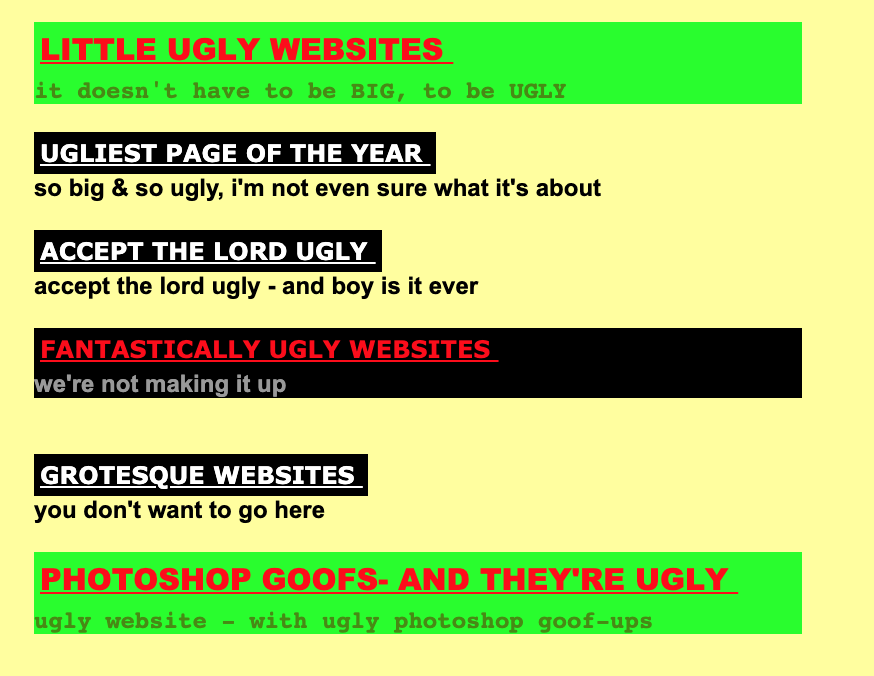 LITTLE UGLY WEBSITES
it doesn't have to be BIG, to be UGLY
UGLIEST PAGE OF THE YEAR
so big & so ugly, i'm not even sure what it's about
ACCEPT THE LORD UGLY
accept the lord ugly - and boy is it ever
FANTASTICALLY UGLY WEBSITES
we're not making it up
GROTESQUE WEBSITES
you don't want to go here
PHOTOSHOP GOOFS- AND THEY'RE UGLY
ugly website - with ugly photoshop goof-ups